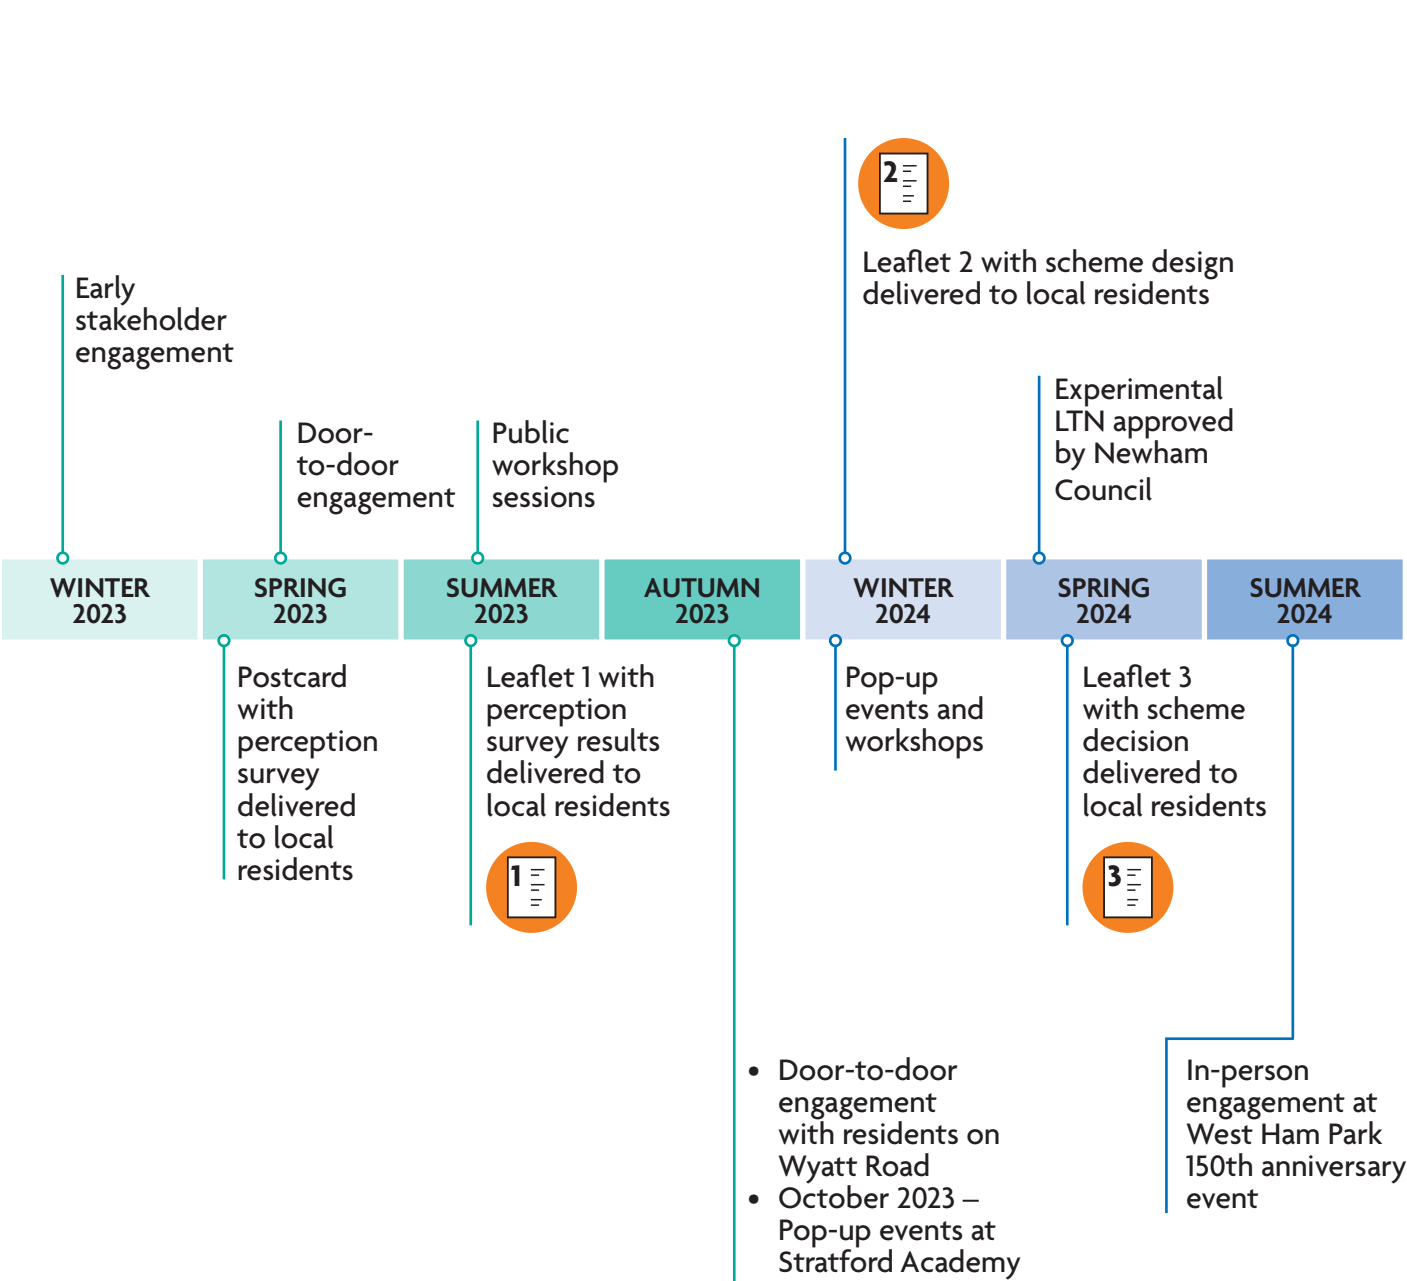 2
Leaflet 2 with scheme design
delivered to local residents
Early
stakeholder
engagement
Door-
to-door
engagement
Public
workshop
sessions
Experimental
LTN approved
by Newham
Council
WINTER
2023
SPRING
2023
SUMMER
2023
AUTUMN
2023
WINTER
2024
SPRING
2024
SUMMER
2024
Postcard
with
perception
survey
delivered
to local
residents
Leaflet 1 with
perception
survey results
delivered to
local residents
1
Pop-up
events and
workshops
Leaflet 3
with scheme
decision
delivered to
local residents
3
• Door-to-door
engagement
with residents on
Wyatt Road
• October 2023 –
Pop-up events at
Stratford Academy
In-person
engagement at
West Ham Park
150th anniversary
event